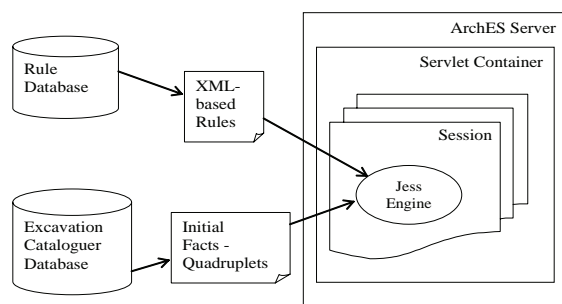 ArchES Server
Servlet Container
Session
Jess
Engine
Rule
Database
XML-
based
Rules
Excavation
Cataloguer
Database
Initial
Facts -
Quadruplets